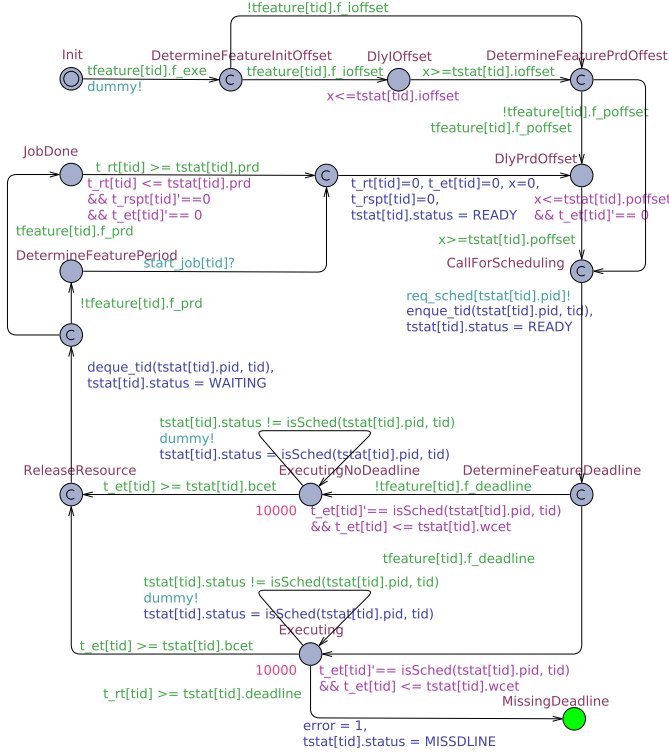 !tfeature[tid].f_ioffset
Init
DetermineFeatureInitOffset
DlyIOffset
DetermineFeaturePrdOffest
tfeature[tid].f_exe
dummy!
C
tfeature[tid].f_ioffset
x>=tstat[tid].ioffset
C
x<=tstat[tid].ioffset
!tfeature[tid].f_poffset
tfeature[tid].f_poffset
JobDone
DlyPrdOffset
t_rt[tid] >= tstat[tid].prd
C
t_rt[tid] <= tstat[tid].prd
&& t_rspt[tid]'==0
&& t_et[tid]'== 0
t_rt[tid]=0, t_et[tid]=0, x=0,
t_rspt[tid]=0,
tstat[tid].status = READY
x<=tstat[tid].poffset
&& t_et[tid]'== 0
tfeature[tid].f_prd
x>=tstat[tid].poffset
DetermineFeaturePeriod
start_job[tid]?
CallForScheduling
C
!tfeature[tid].f_prd
req_sched[tstat[tid].pid]!
enque_tid(tstat[tid].pid, tid),
tstat[tid].status = READY
C
deque_tid(tstat[tid].pid, tid),
tstat[tid].status = WAITING
tstat[tid].status != isSched(tstat[tid].pid, tid)
dummy!
tstat[tid].status = isSched(tstat[tid].pid, tid)
ReleaseResource
ExecutingNoDeadline
DetermineFeatureDeadline
C
t_et[tid] >= tstat[tid].bcet
!tfeature[tid].f_deadline
C
10000
t_et[tid]'== isSched(tstat[tid].pid, tid)
&& t_et[tid] <= tstat[tid].wcet
tfeature[tid].f_deadline
tstat[tid].status != isSched(tstat[tid].pid, tid)
dummy!
tstat[tid].status = isSched(tstat[tid].pid, tid)
Executing
t_et[tid] >= tstat[tid].bcet
10000
t_et[tid]'== isSched(tstat[tid].pid, tid)
&& t_et[tid] <= tstat[tid].wcet
t_rt[tid] >= tstat[tid].deadline
MissingDeadline
error = 1,
tstat[tid].status = MISSDLINE